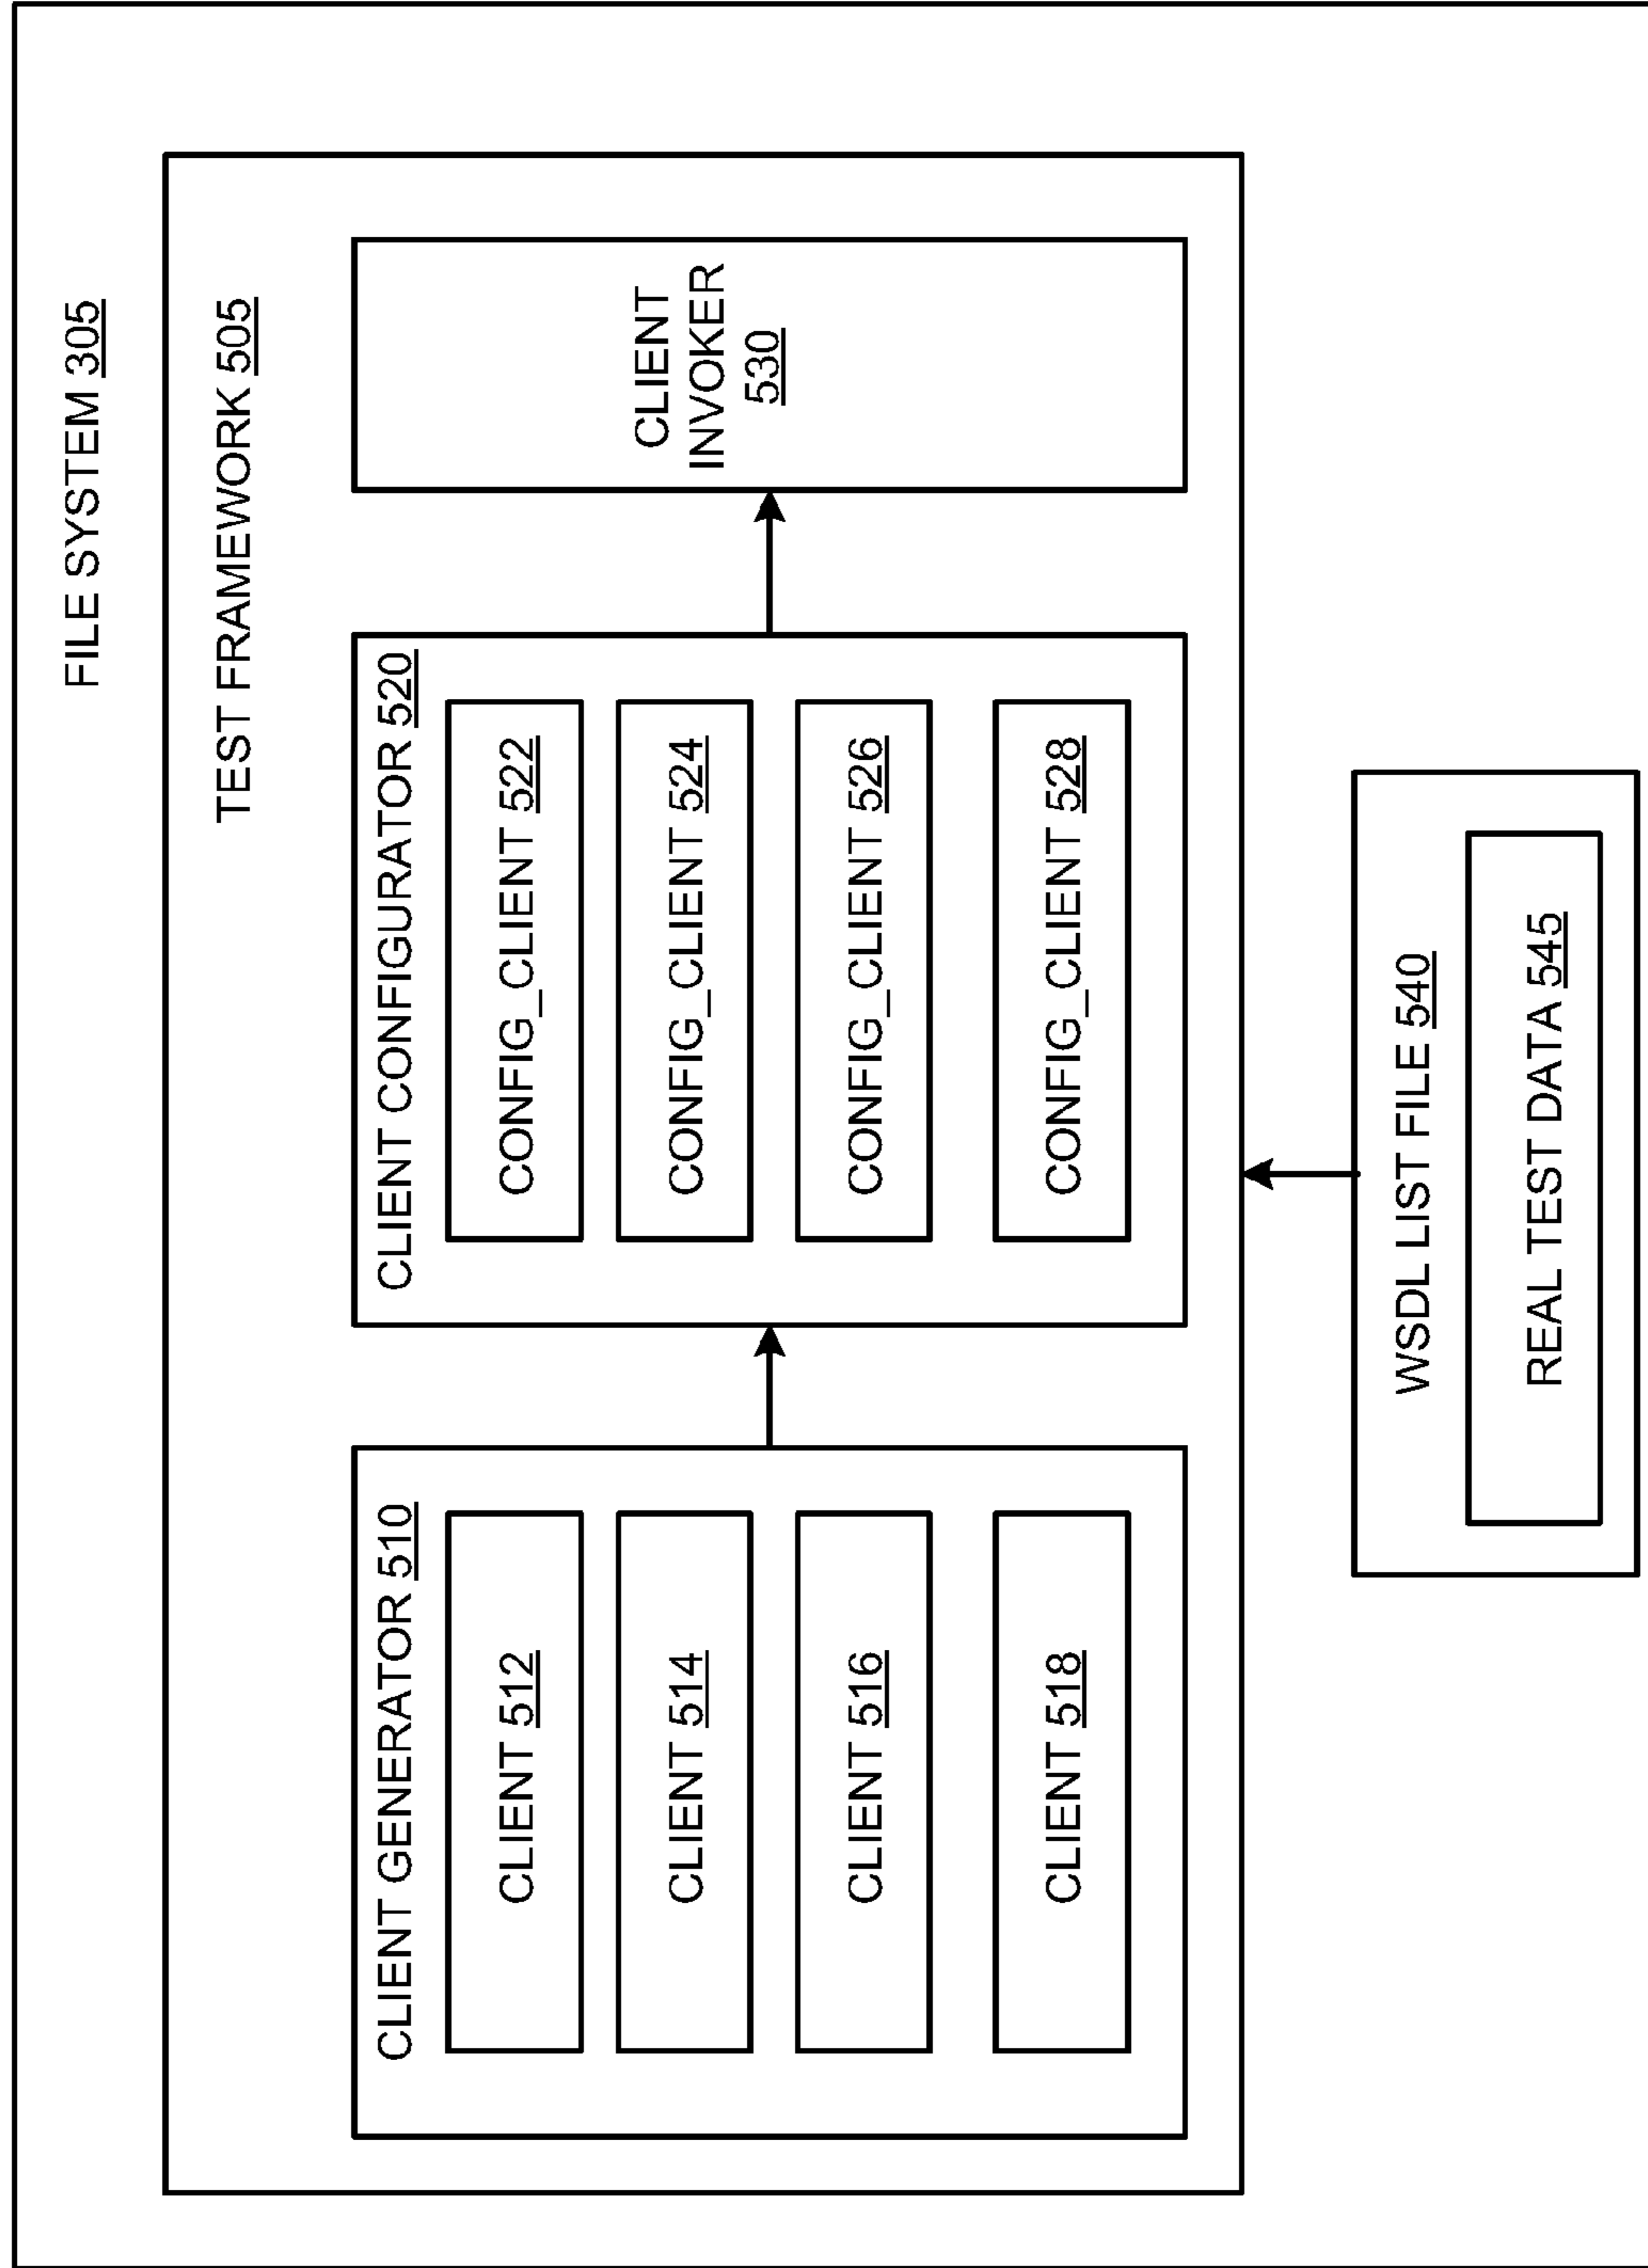 FILE SYSTEM 305
TEST FRAMEWORK 505
CLIENT GENERATOR 510
CLIENT 512
CLIENT 514
CLIENT 516
CLIENT 518
CLIENT CONFIGURATOR 520
CONFIG_CLIENT 522
CONFIG_CLIENT 524
CONFIG_CLIENT 526
CONFIG_CLIENT 528
CLIENT
INVOKER
530
WSDL LIST FILE 540
REAL TEST DATA 545